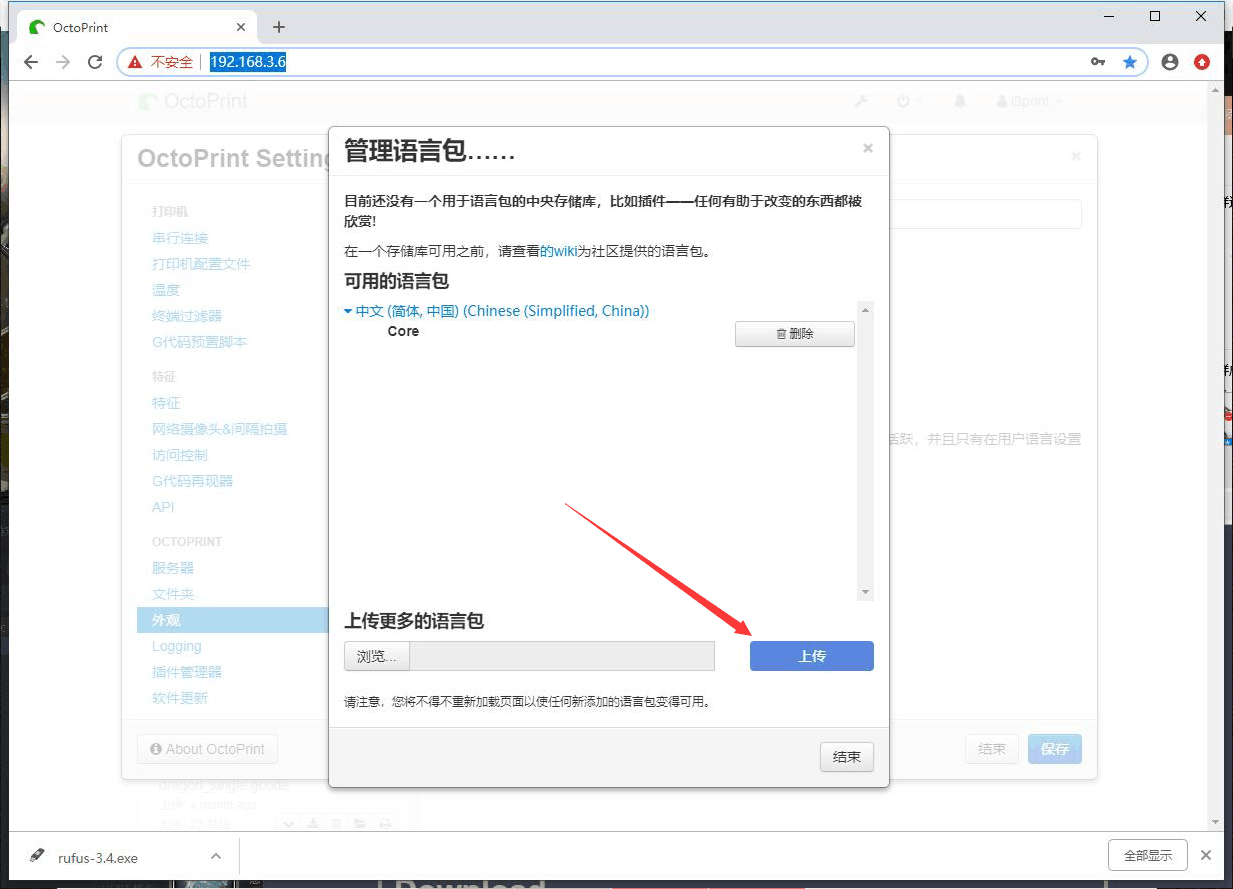 OctoPrint
不安全
192.168.3.6
OctoPrint
OctoPrint Setting
打印机
串行连接
打印机配置文件
温度
终端过滤器
G代码预置脚本
特征
特征
网络摄像头&间隔拍摄
访问控制
G代码再现器
API
OCTOPRINT
服务器
文件夹
外观
Logging
插件管理器
软件更新
About OctoPrint
管理语言包……
目前还没有一个用于语言包的中央存储库，比如插件——任何有助于改变的东西都被
欣赏!
在一个存储库可用之前，请查看的wiki为社区提供的语言包。
可用的语言包
中文 (简体, 中国) (Chinese (Simplified, China))
Core
删除
上传更多的语言包
浏览...
上传
请注意，您将不得不重新加载页面以使任何新添加的语言包变得可用。
结束
活跃，并且只有在用户语言设置
结束
保存
dragon_single.gcode
rufus-3.4.exe
全部显示
Download